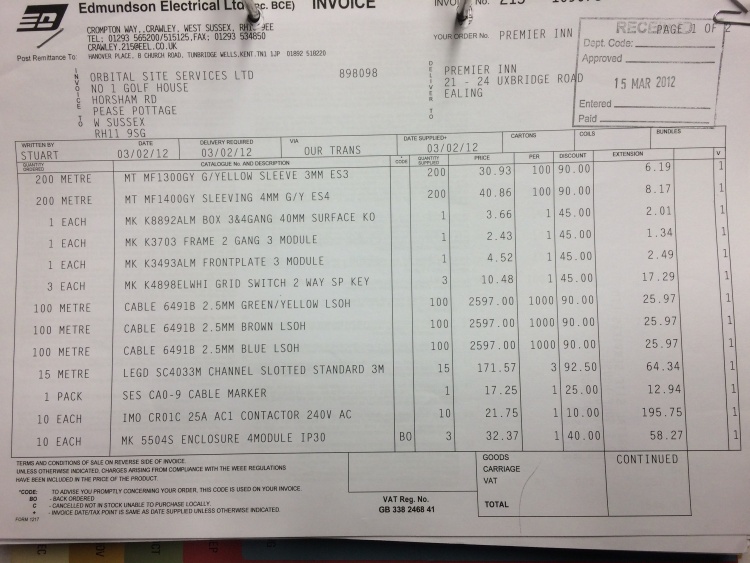 Edmundson Electrical Ltd INVOICE
CROMPTON WAY, CRAWLEY, WEST SUSSEX, 
TEL: 01293 565200/515125,FAX: 01293 534850
CRAWLEY.215@EEL.CO.UK
Post Remittance To: HANOVER PLACE, 8 CHURCH ROAD, TUNBRIDGE WELLS,KENT.TN1 1JP 01892 518220
YOUR ORDER No. PREMIER INN
PAGE 1 OF 2
RECEIVED
Dept. Code:
Approved
15 MAR 2012
Entered
Paid
INVOICE TO
ORBITAL SITE SERVICES LTD 898098
NO 1 GOLF HOUSE
HORSHAM RD
PEASE POTTAGE
W SUSSEX
RH11 9SG
DELIVER TO
PREMIER INN
21 - 24 UXBRIDGE ROAD
EALING
WRITTEN BY DATE DELIVERY REQUIRED VIA DATE SUPPLIED+ CARTONS COILS BUNDLES
STUART 03/02/12 03/02/12 OUR TRANS 03/02/12
QUANTITY ORDERED CATALOGUE No. and DESCRIPTION CODE QUANTITY SUPPLIED PRICE PER DISCOUNT EXTENSION V
200 METRE MT MF1300GY G/YELLOW SLEEVE 3MM ES3 200 30.93 100 90.00 6.19 1
200 METRE MT MF1400GY SLEEVING 4MM G/Y ES4 200 40.86 100 90.00 8.17 1
1 EACH MK K8892ALM BOX 3&4GANG 40MM SURFACE KO 1 3.66 1 45.00 2.01 1
1 EACH MK K3703 FRAME 2 GANG 3 MODULE 1 2.43 1 45.00 1.34 1
1 EACH MK K3493ALM FRONTPLATE 3 MODULE 1 4.52 1 45.00 2.49 1
3 EACH MK K4898ELWHI GRID SWITCH 2 WAY SP KEY 3 10.48 1 45.00 17.29 1
100 METRE CABLE 6491B 2.5MM GREEN/YELLOW LSOH 100 2597.00 1000 90.00 25.97 1
100 METRE CABLE 6491B 2.5MM BROWN LSOH 100 2597.00 1000 90.00 25.97 1
100 METRE CABLE 6491B 2.5MM BLUE LSOH 100 2597.00 1000 90.00 25.97 1
15 METRE LEGD SC4033M CHANNEL SLOTTED STANDARD 3M 15 171.57 3 92.50 64.34 1
1 PACK SES CA0-9 CABLE MARKER 1 17.25 1 25.00 12.94 1
10 EACH IMO CR01C 25A AC1 CONTACTOR 240V AC 10 21.75 1 10.00 195.75 1
10 EACH MK 5504S ENCLOSURE 4MODULE IP30 BO 3 32.37 1 40.00 58.27 1
TERMS AND CONDITIONS OF SALE ON REVERSE SIDE OF INVOICE.
UNLESS OTHERWISE INDICATED, CHARGES ARISING FROM COMPLIANCE WITH THE WEEE REGULATIONS
HAVE BEEN INCLUDED IN THE PRICE OF THE PRODUCT.
*CODE: TO ADVISE YOU PROMPTLY CONCERNING YOUR ORDER, THIS CODE IS USED ON YOUR INVOICE.
BO - BACK ORDERED
C - CANCELLED NOT IN STOCK UNABLE TO PURCHASE LOCALLY.
+ - INVOICE DATE/TAX POINT IS SAME AS DATE SUPPLIED UNLESS OTHERWISE INDICATED.
FORM 1217
VAT Reg. No.
GB 338 2468 41
GOODS CONTINUED
CARRIAGE
VAT
TOTAL